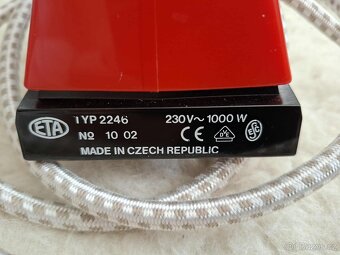 ETA TYP 2246 230V~ 1000 W
№ 10 02 CE
MADE IN CZECH REPUBLIC